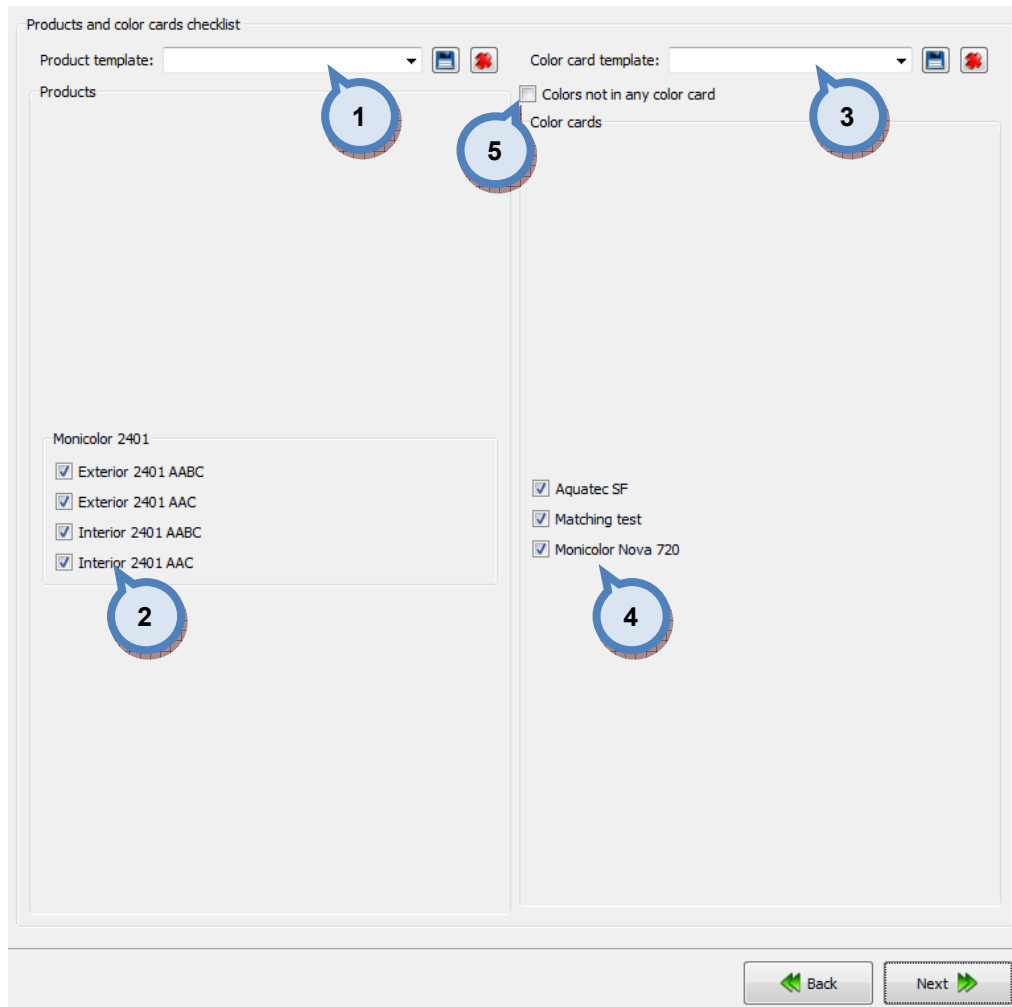 Products and color cards checklist
Product template:
Color card template:
Products
Colors not in any color card
Color cards
1
3
5
Monicolor 2401
Exterior 2401 AABC
Exterior 2401 AAC
Interior 2401 AABC
Interior 2401 AAC
Aquatec SF
Matching test
Monicolor Nova 720
2
4
Back
Next